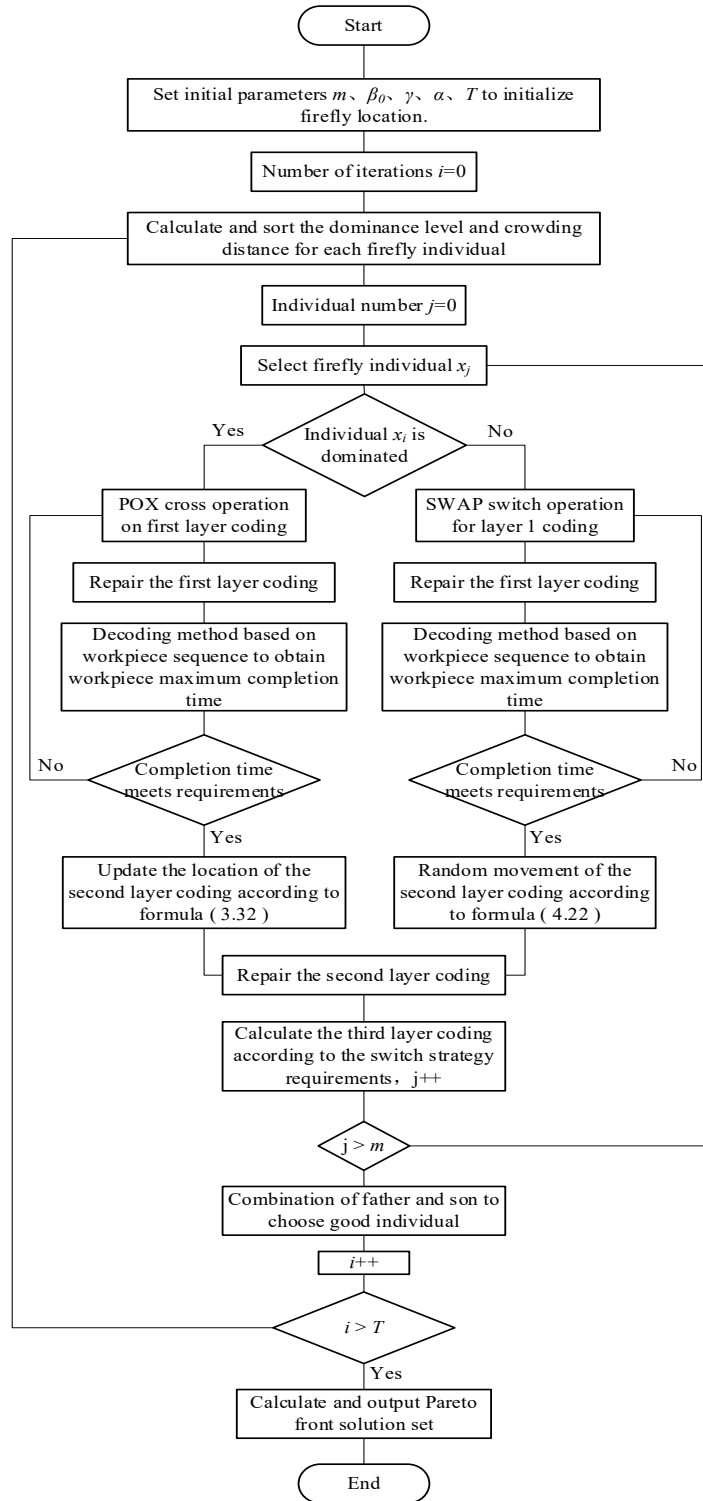 Start
Set initial parameters m、β₀、γ、α、T to initialize
firefly location.
Number of iterations i=0
Calculate and sort the dominance level and crowding
distance for each firefly individual
Individual number j=0
Select firefly individual xⱼ
Yes
Individual xᵢ is
dominated
No
POX cross operation
on first layer coding
SWAP switch operation
for layer 1 coding
Repair the first layer coding
Repair the first layer coding
Decoding method based on
workpiece sequence to obtain
workpiece maximum completion
time
Decoding method based on
workpiece sequence to obtain
workpiece maximum completion
time
No
Completion time
meets requirements
Completion time
meets requirements
No
Yes
Yes
Update the location of the
second layer coding according to
formula ( 3.32 )
Random movement of the
second layer coding according
to formula ( 4.22 )
Repair the second layer coding
Calculate the third layer coding
according to the switch strategy
requirements，j++
j > m
Combination of father and son to
choose good individual
i++
i > T
Yes
Calculate and output Pareto
front solution set
End